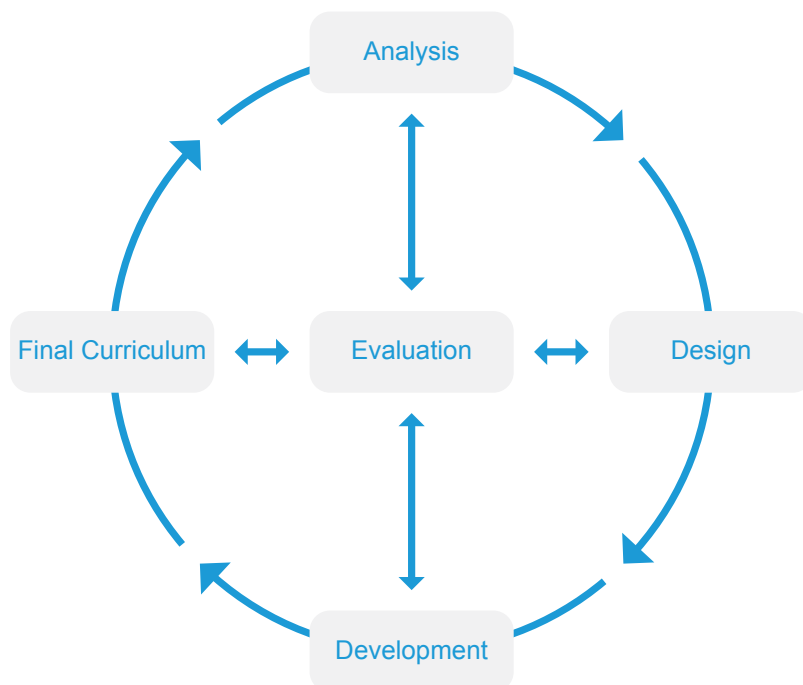 Analysis
Final Curriculum
Evaluation
Design
Development